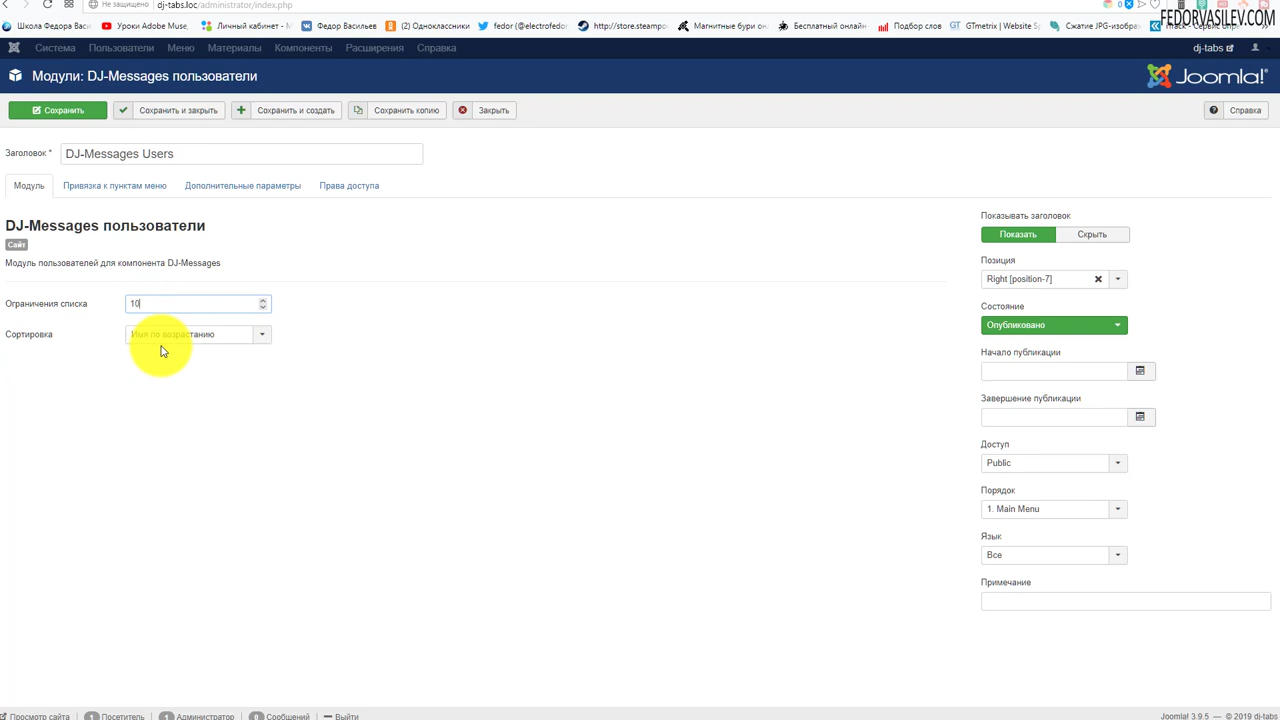 Не защищено dj-tabs.loc/administrator/index.php
FEDORVASILEV.COM
Школа Федора Васи
Уроки Adobe Muse,
Личный кабинет - М
Федор Васильев
(2) Одноклассники
fedor (@electrofedo
http://store.steampo
Магнитные бури он
Бесплатный онлайн
Подбор слов
GTmetrix | Website S
Сжатие JPG-изобра
Система Пользователи Меню Материалы Компоненты Расширения Справка
dj-tabs
Модули: DJ-Messages пользователи
Joomla!®
Сохранить
Сохранить и закрыть
Сохранить и создать
Сохранить копию
Закрыть
Справка
Заголовок *
DJ-Messages Users
Модуль
Привязка к пунктам меню
Дополнительные параметры
Права доступа
DJ-Messages пользователи
Сайт
Модуль пользователей для компонента DJ-Messages
Ограничения списка
10
Сортировка
Имя по возрастанию
Показывать заголовок
Показать
Скрыть
Позиция
Right [position-7]
Состояние
Опубликовано
Начало публикации
Завершение публикации
Доступ
Public
Порядок
1. Main Menu
Язык
Все
Примечание
Просмотр сайта
1 Посетитель
1 Администратор
0 Сообщений
Выйти
Joomla! 3.9.5 — © 2019 dj-tabs